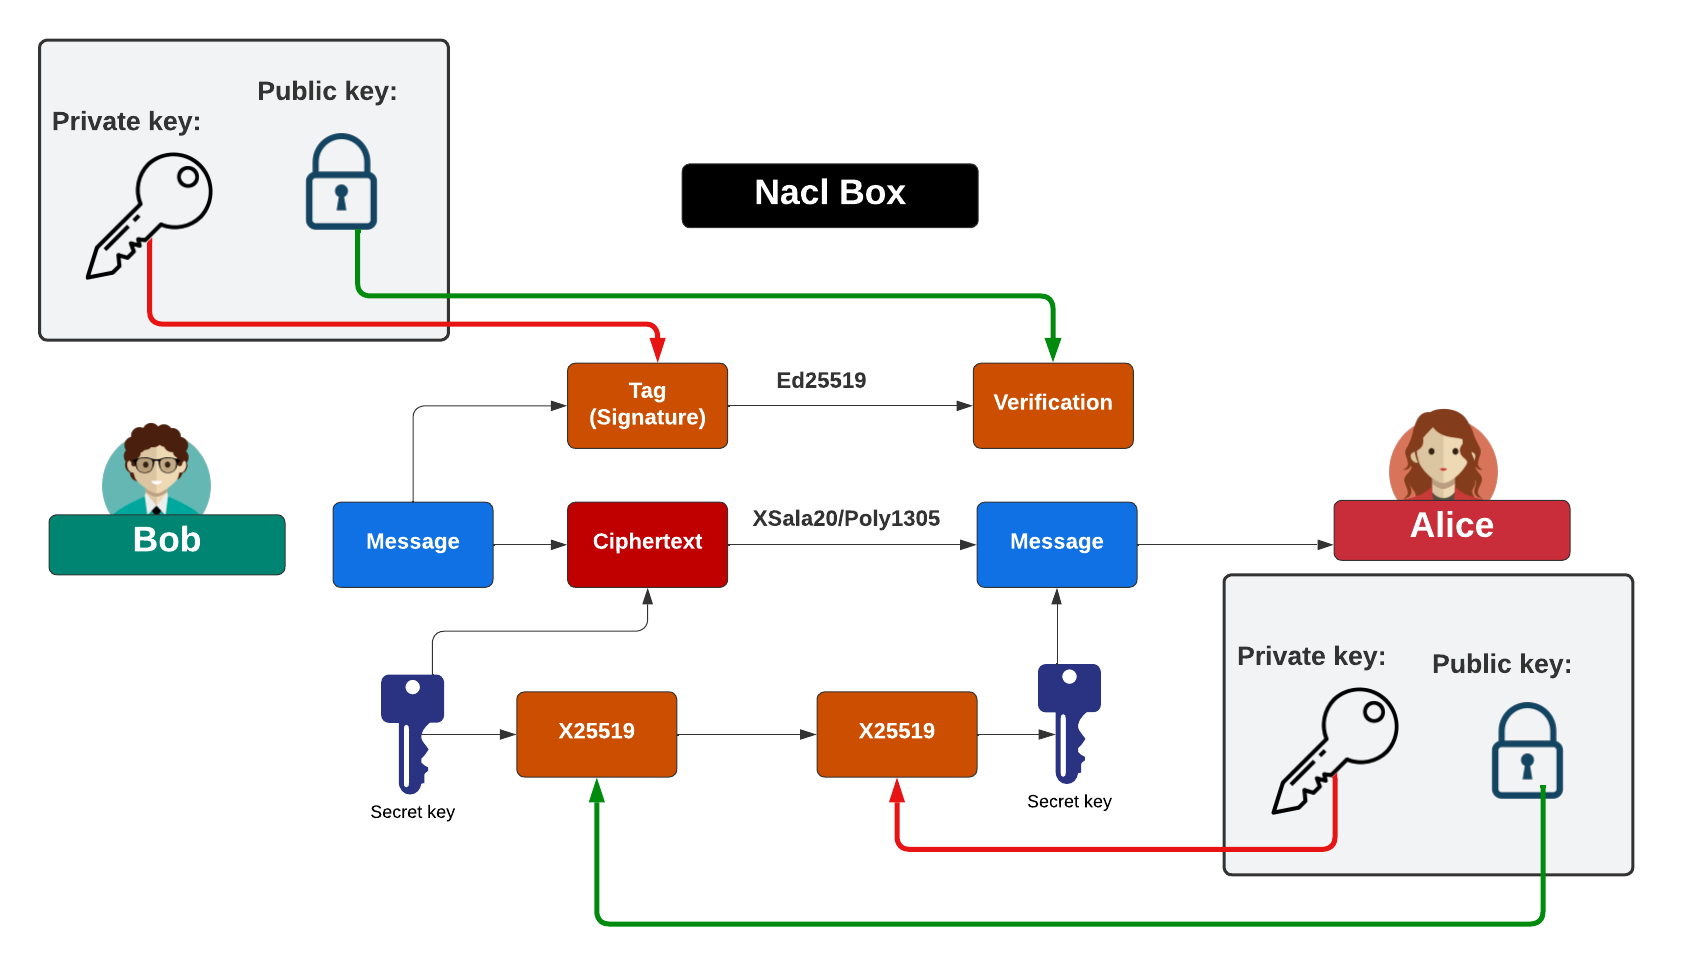 Public key:
Private key:
Nacl Box
Tag
(Signature)
Ed25519
Verification
Bob
Message
Ciphertext
XSala20/Poly1305
Message
Alice
Private key:
Public key:
X25519
X25519
Secret key
Secret key